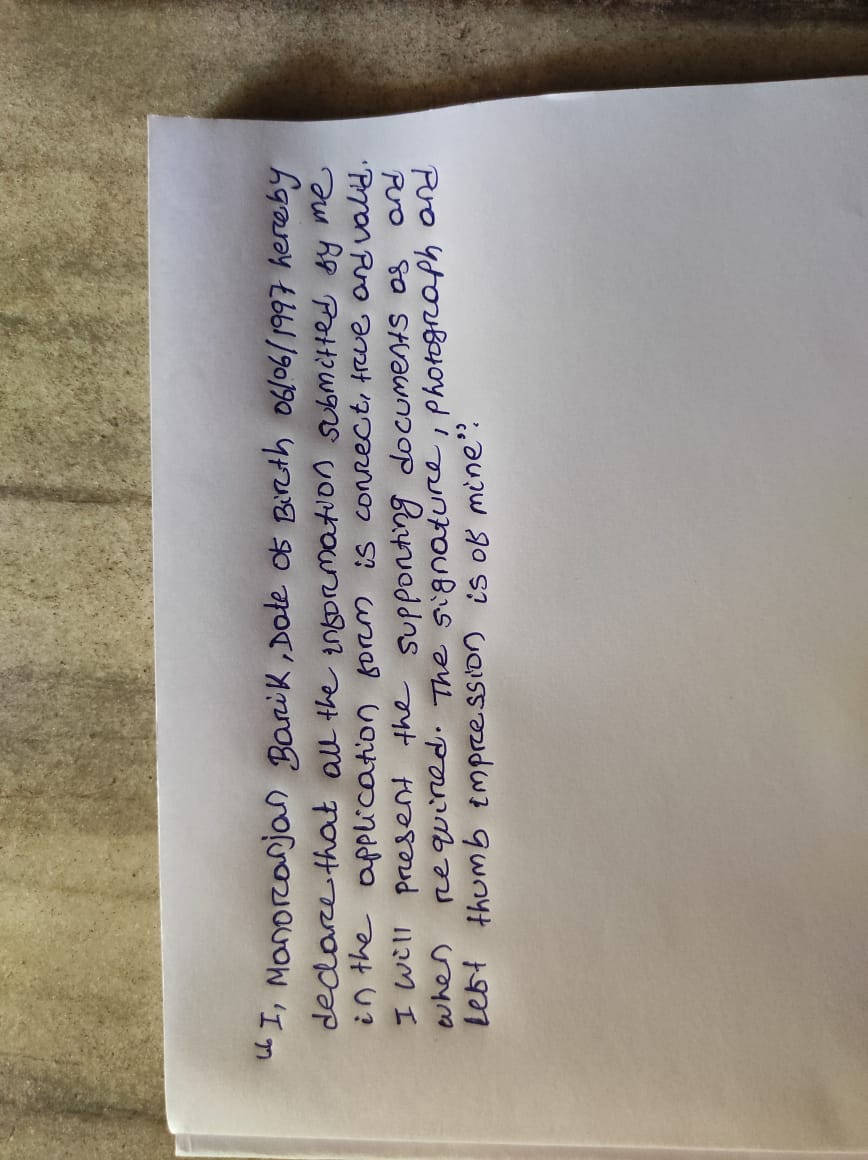 “I, Manoranjan Barik, Date of Birth 06/06/1997 hereby
declare that all the information submitted by me
in the application form is correct, true and valid.
I will present the supporting documents as and
when required. The signature, photograph and
left thumb impression is of mine”.